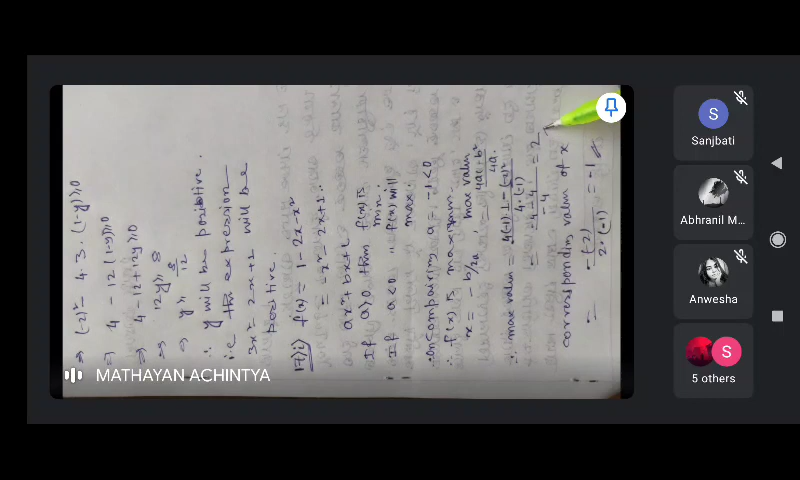 ⇒ (-2)² - 4·3·(1-y) ≥ 0
⇒ 4 - 12(1-y) ≥ 0
⇒ 4 - 12 + 12y ≥ 0
⇒ 12y ≥ 8
⇒ y ≥ 8/12
∴ y will be positive.
i.e the expression
3x² - 2x + 1 will be
positive.
17) i) f(x) = 1 - 2x - x²
= -x² - 2x + 1 ∴
ax² + bx + c
If a > 0 then f(x) is
min.
If a < 0 " f(x) will
max.
∴ On Comparing a = -1 < 0
∴ f(x) is maximum.
x = -b/2a , max value
∴ max value = 4(-1)·1 - (-2)² / 4·(-1)
= -4-4 / -4 = 2
corresponding value of x
= -(-2) / 2·(-1) = -1
MATHAYAN ACHINTYA
S
Sanjbati
Abhranil M...
Anwesha
S
5 others